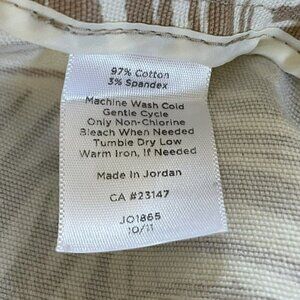 97% Cotton
3% Spandex
Machine Wash Cold
Gentle Cycle
Only Non-Chlorine
Bleach When Needed
Tumble Dry Low
Warm Iron, If Needed
Made In Jordan
CA #23147
JO1865
10/11